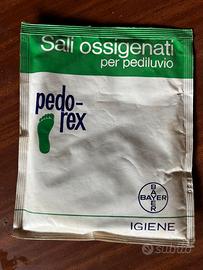 Sali ossigenati
per pediluvio
pedo-
rex
BAYER
BAYER
IGIENE
subito